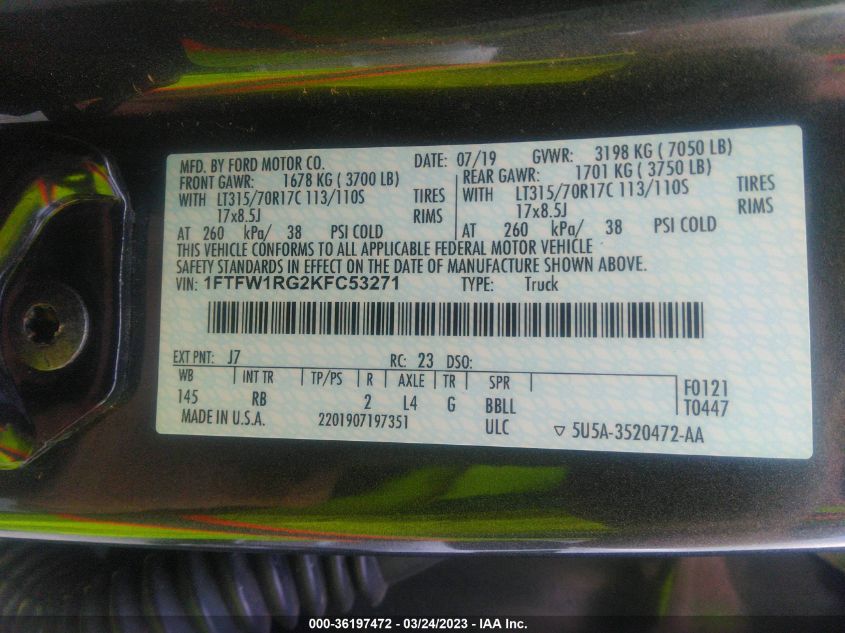 MFD. BY FORD MOTOR CO. DATE: 07/19 GVWR: 3198 KG ( 7050 LB)
FRONT GAWR: 1678 KG ( 3700 LB) REAR GAWR: 1701 KG ( 3750 LB)
WITH LT315/70R17C 113/110S TIRES WITH LT315/70R17C 113/110S TIRES
17x8.5J RIMS 17x8.5J RIMS
AT 260 kPa/ 38 PSI COLD AT 260 kPa/ 38 PSI COLD
THIS VEHICLE CONFORMS TO ALL APPLICABLE FEDERAL MOTOR VEHICLE
SAFETY STANDARDS IN EFFECT ON THE DATE OF MANUFACTURE SHOWN ABOVE.
VIN: 1FTFW1RG2KFC53271 TYPE: Truck
EXT PNT: J7 RC: 23 DSO:
WB INT TR TP/PS R AXLE TR SPR F0121
145 RB 2 L4 G BBLL T0447
MADE IN U.S.A. 2201907197351 ULC ▽ 5U5A-3520472-AA
000-36197472 — 03/24/2023 — IAA Inc.